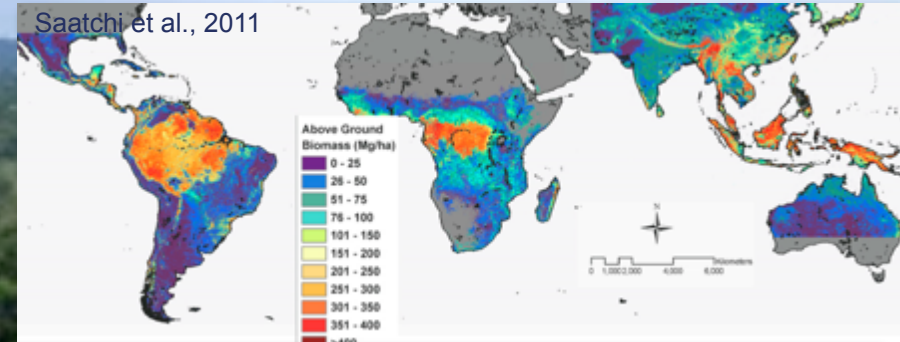 Saatchi et al., 2011
Above Ground
Biomass (Mg/ha)
0 - 25
26 - 50
51 - 75
76 - 100
101 - 150
151 - 200
201 - 250
251 - 300
301 - 350
351 - 400
>400
N
0 1,000 2,000 4,000 6,000
Kilometers